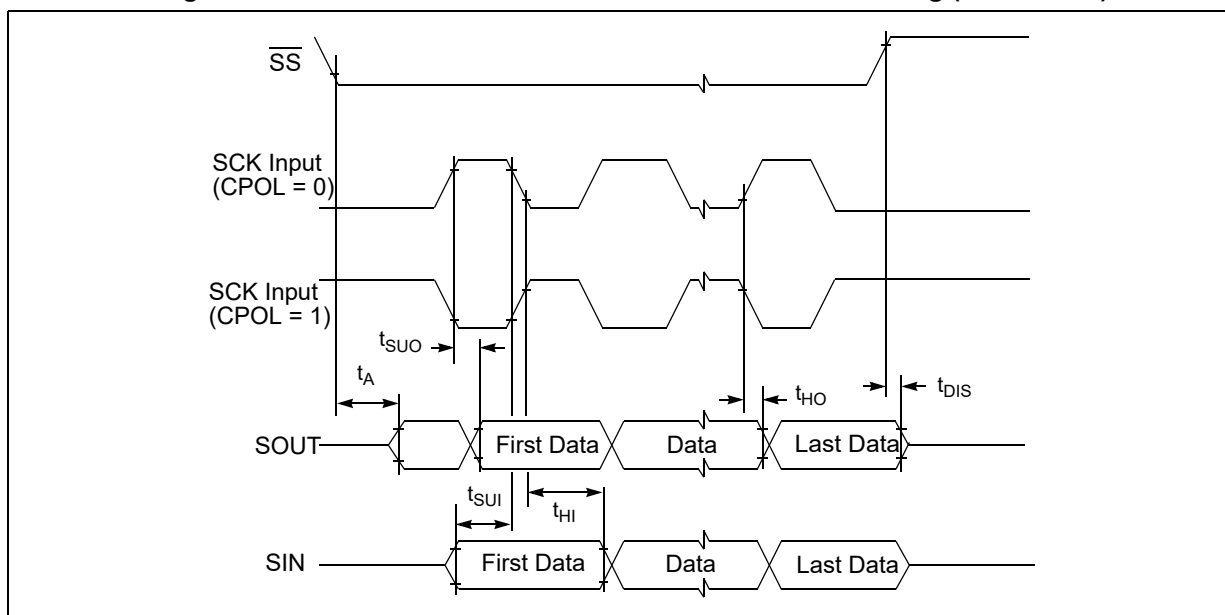 SS
SCK Input
(CPOL = 0)
SCK Input
(CPOL = 1)
tSUO
tA
tHO
tDIS
SOUT
First Data
Data
Last Data
tSUI
tHI
SIN
First Data
Data
Last Data